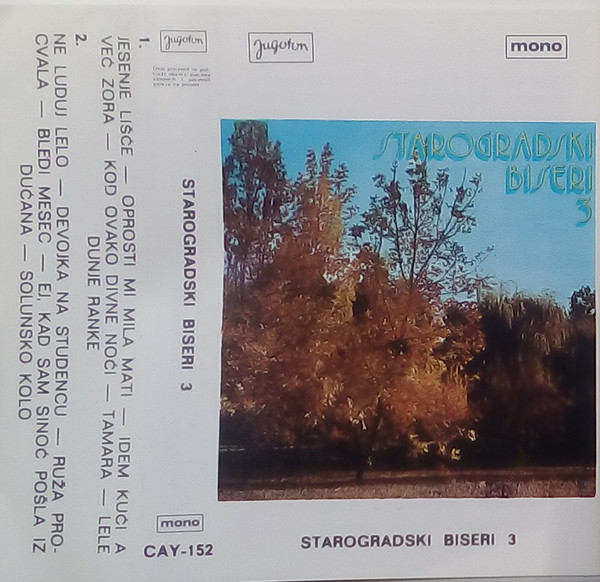 1.
JESENJE LIŠĆE — OPROSTI MI MILA MATI — IDEM KUĆI A
VEĆ ZORA — KOD OVAKO DIVNE NOĆI — TAMARA — LELE
DUNJE RANKE
2.
NE LUDUJ LELO — DEVOJKA NA STUDENCU — RUŽA PRO-
CVALA — BLEDI MESEC — EJ, KAD SAM SINOĆ POŠLA IZ
DUĆANA — SOLUNSKO KOLO
Jugoton
STAROGRADSKI BISERI 3
mono
CAY-152
Jugoton
mono
STAROGRADSKI
BISERI
3
STAROGRADSKI BISERI 3